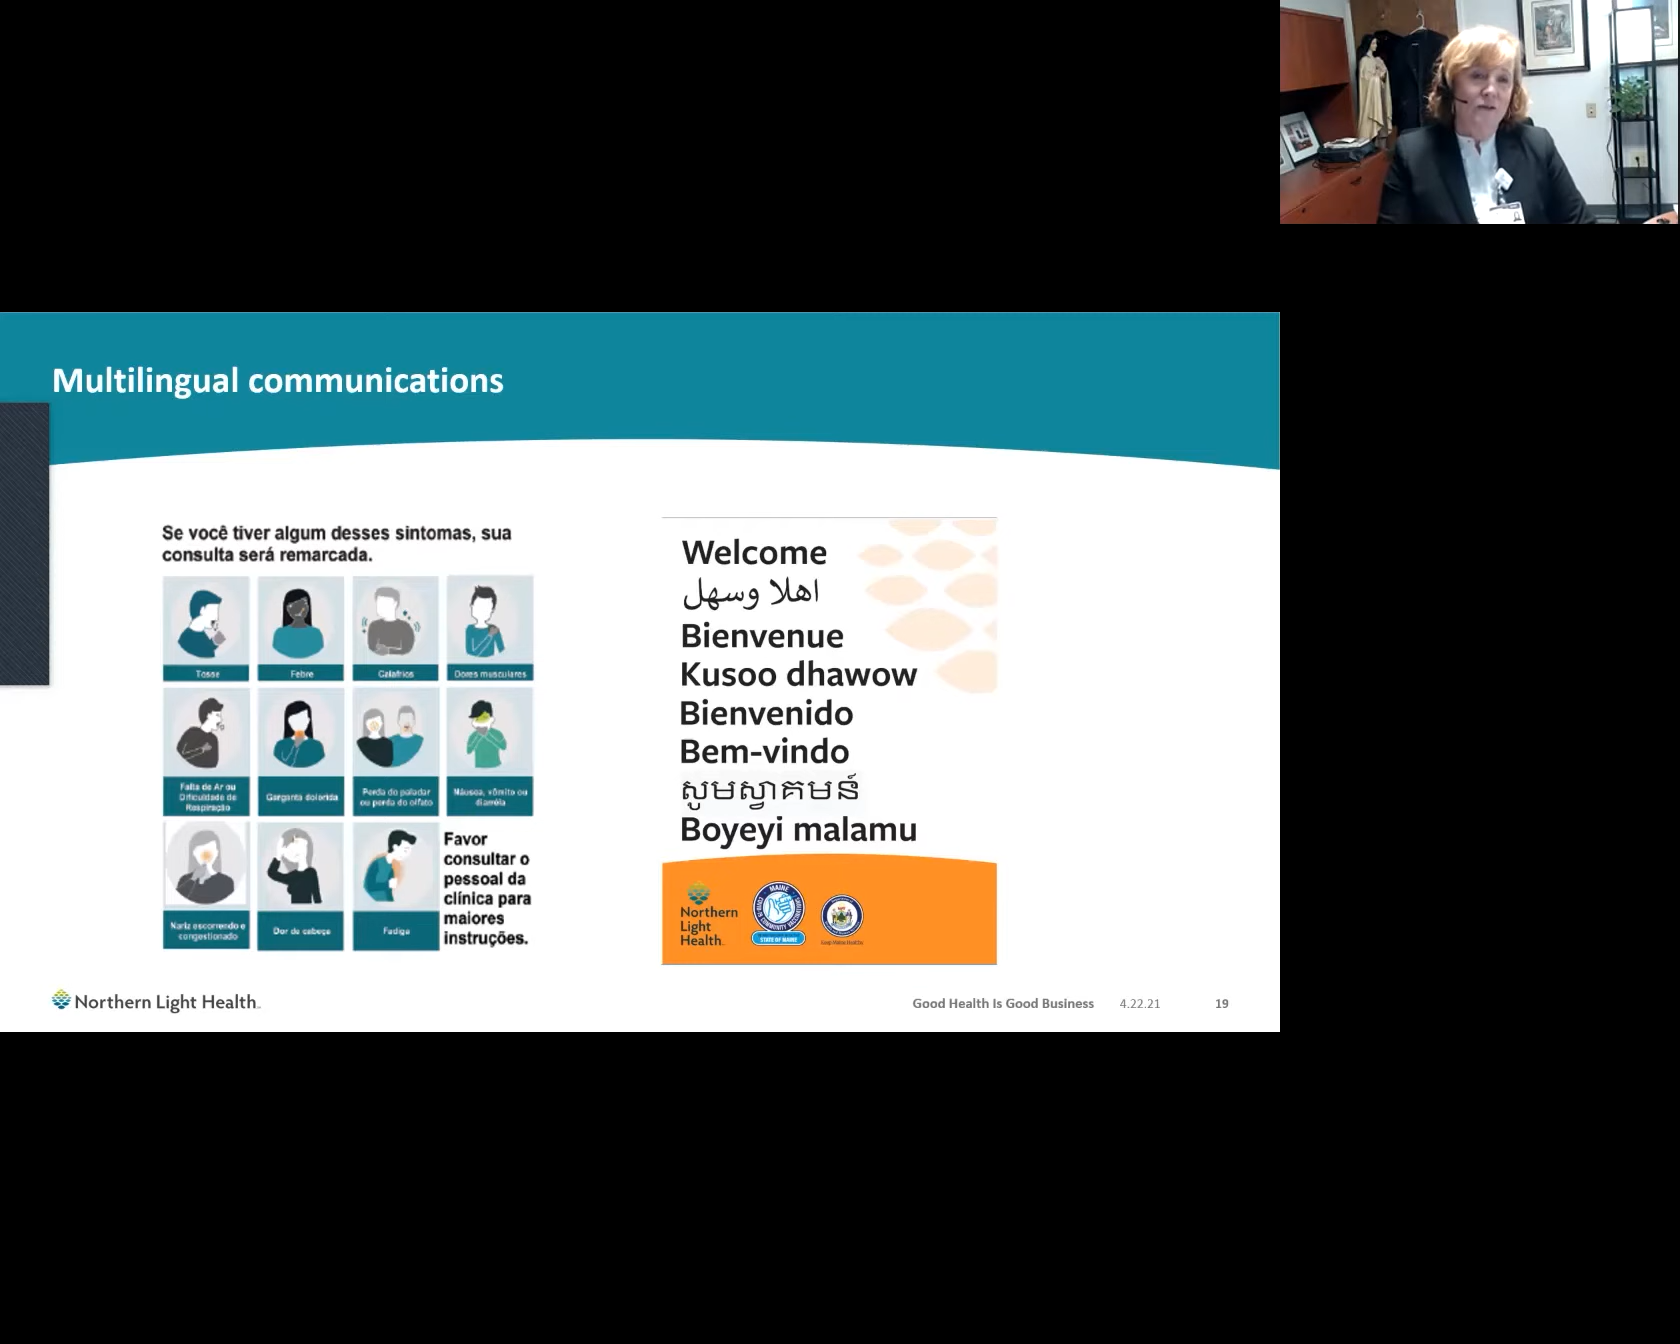 Multilingual communications
Se você tiver algum desses sintomas, sua
consulta será remarcada.
Tosse
Febre
Calafrios
Dores musculares
Falta de Ar ou
Dificuldade de
Respiração
Garganta dolorida
Perda do paladar
ou perda do olfato
Náusea, vômito ou
diarréia
Nariz escorrendo e
congestionado
Dor de cabeça
Fadiga
Favor
consultar o
pessoal da
clínica para
maiores
instruções.
Welcome
اهلا وسهل
Bienvenue
Kusoo dhawow
Bienvenido
Bem-vindo
សូមស្វាគមន៍
Boyeyi malamu
Northern
Light
Health.
MAINE
STATE OF MAINE
Northern Light Health.
Good Health Is Good Business
4.22.21
19